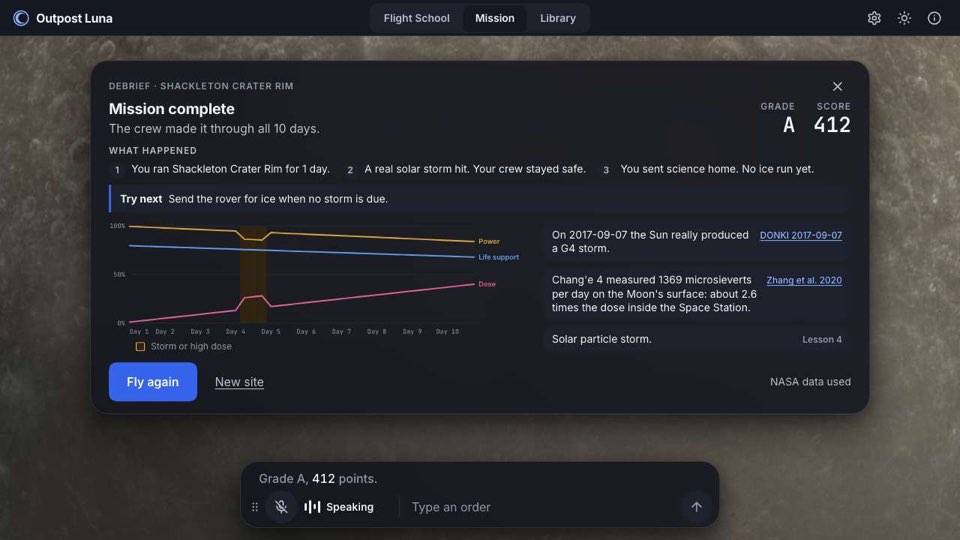 Outpost Luna
Flight School
Mission
Library
DEBRIEF · SHACKLETON CRATER RIM
Mission complete
The crew made it through all 10 days.
GRADE
A
SCORE
412
WHAT HAPPENED
1 You ran Shackleton Crater Rim for 1 day.
2 A real solar storm hit. Your crew stayed safe.
3 You sent science home. No ice run yet.
Try next Send the rover for ice when no storm is due.
100%
50%
0%
Power
Life support
Dose
Day 1 Day 2 Day 3 Day 4 Day 5 Day 6 Day 7 Day 8 Day 9 Day 10
Storm or high dose
On 2017-09-07 the Sun really produced
a G4 storm.
DONKI 2017-09-07
Chang'e 4 measured 1369 microsieverts
per day on the Moon's surface: about 2.6
times the dose inside the Space Station.
Zhang et al. 2020
Solar particle storm.
Lesson 4
Fly again
New site
NASA data used
Grade A, 412 points.
Speaking
Type an order